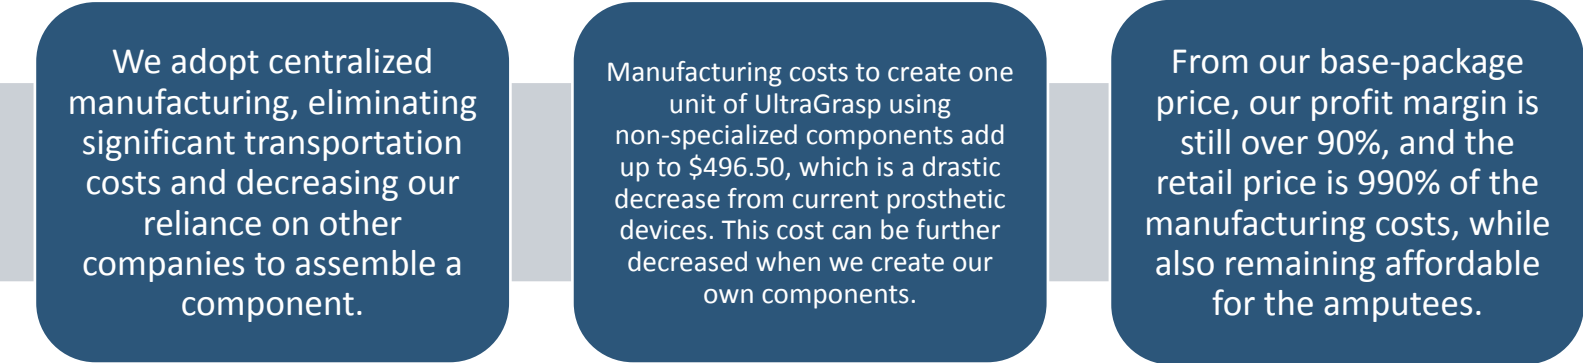 We adopt centralized
manufacturing, eliminating
significant transportation
costs and decreasing our
reliance on other
companies to assemble a
component.
Manufacturing costs to create one
unit of UltraGrasp using
non-specialized components add
up to $496.50, which is a drastic
decrease from current prosthetic
devices. This cost can be further
decreased when we create our
own components.
From our base-package
price, our profit margin is
still over 90%, and the
retail price is 990% of the
manufacturing costs, while
also remaining affordable
for the amputees.